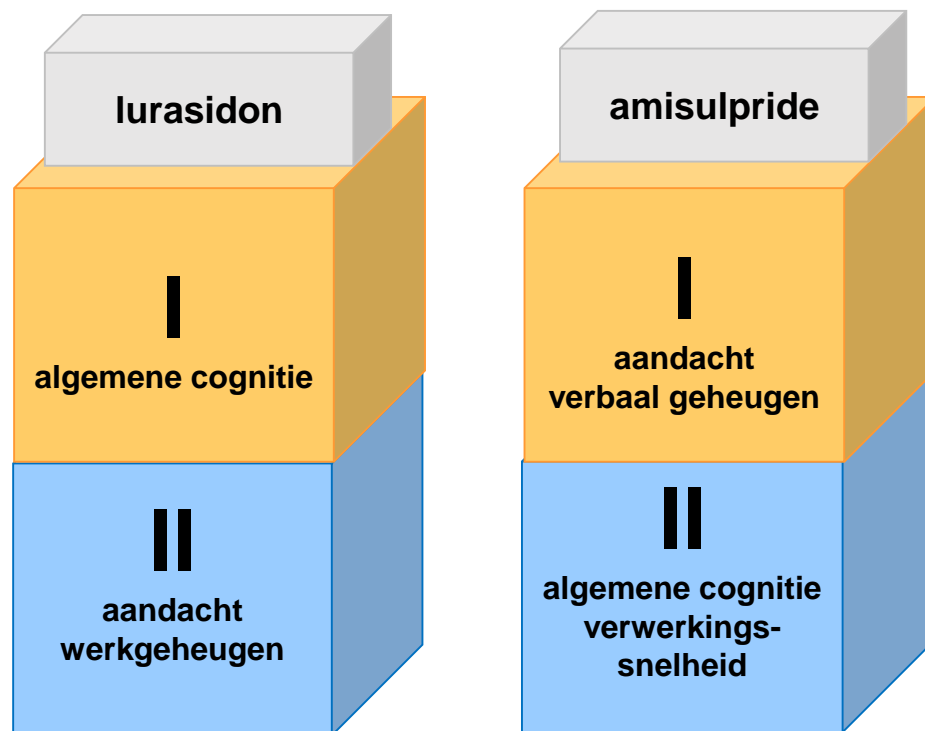 lurasidon
I
algemene cognitie
II
aandacht
werkgeheugen
amisulpride
I
aandacht
verbaal geheugen
II
algemene cognitie
verwerkings-
snelheid